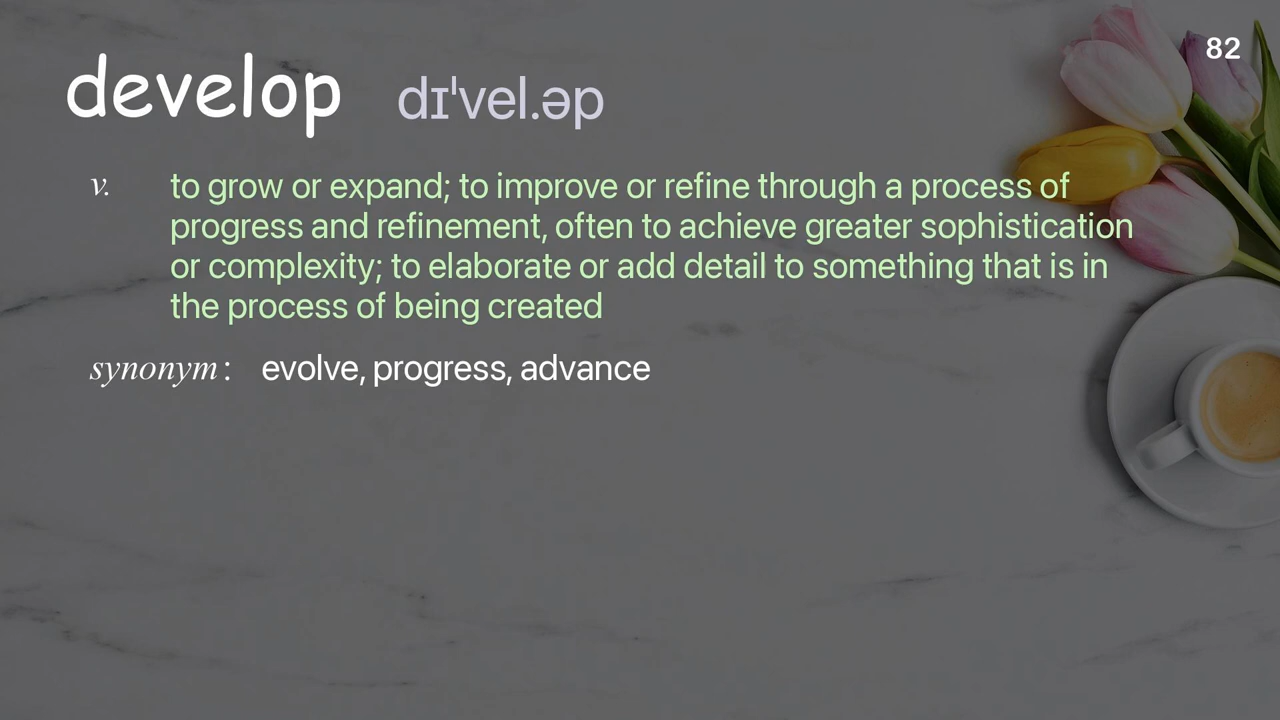 82
develop dɪˈvel.əp
v. to grow or expand; to improve or refine through a process of
progress and refinement, often to achieve greater sophistication
or complexity; to elaborate or add detail to something that is in
the process of being created
synonym: evolve, progress, advance